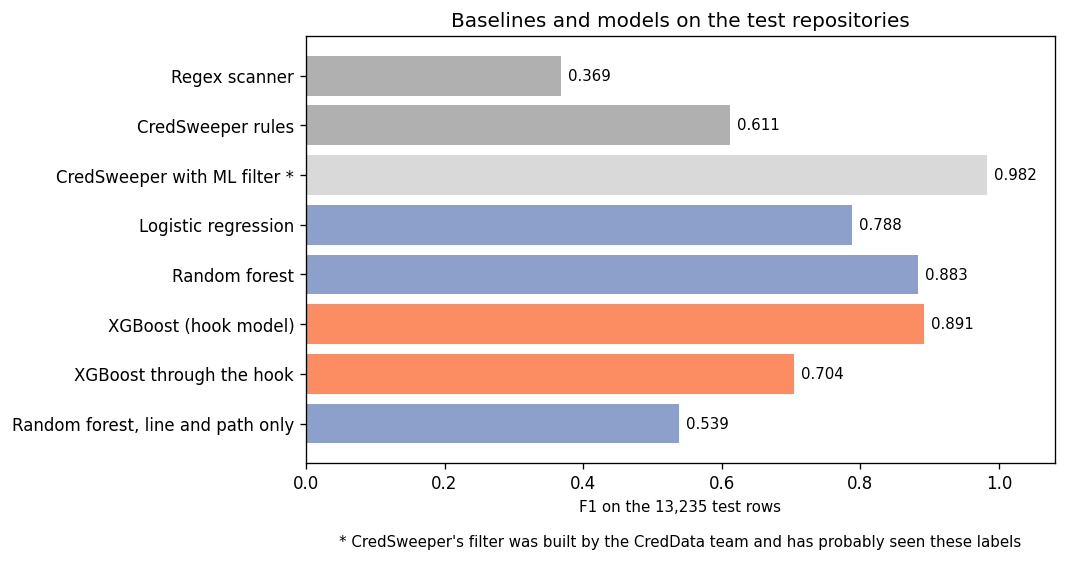 Baselines and models on the test repositories
Regex scanner 0.369
CredSweeper rules 0.611
CredSweeper with ML filter * 0.982
Logistic regression 0.788
Random forest 0.883
XGBoost (hook model) 0.891
XGBoost through the hook 0.704
Random forest, line and path only 0.539
0.0 0.2 0.4 0.6 0.8 1.0
F1 on the 13,235 test rows
* CredSweeper's filter was built by the CredData team and has probably seen these labels